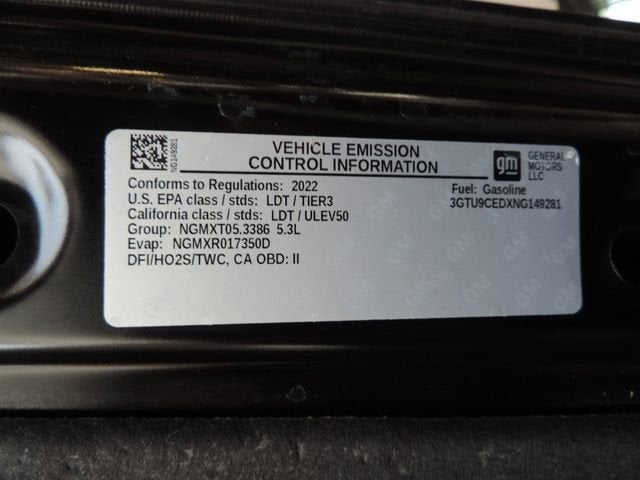 NG149281
VEHICLE EMISSION
CONTROL INFORMATION
gm GENERAL
MOTORS
LLC
Conforms to Regulations: 2022
U.S. EPA class / stds: LDT / TIER3
California class / stds: LDT / ULEV50
Group: NGMXT05.3386 5.3L
Evap: NGMXR017350D
DFI/HO2S/TWC, CA OBD: II
Fuel: Gasoline
3GTU9CEDXNG149281